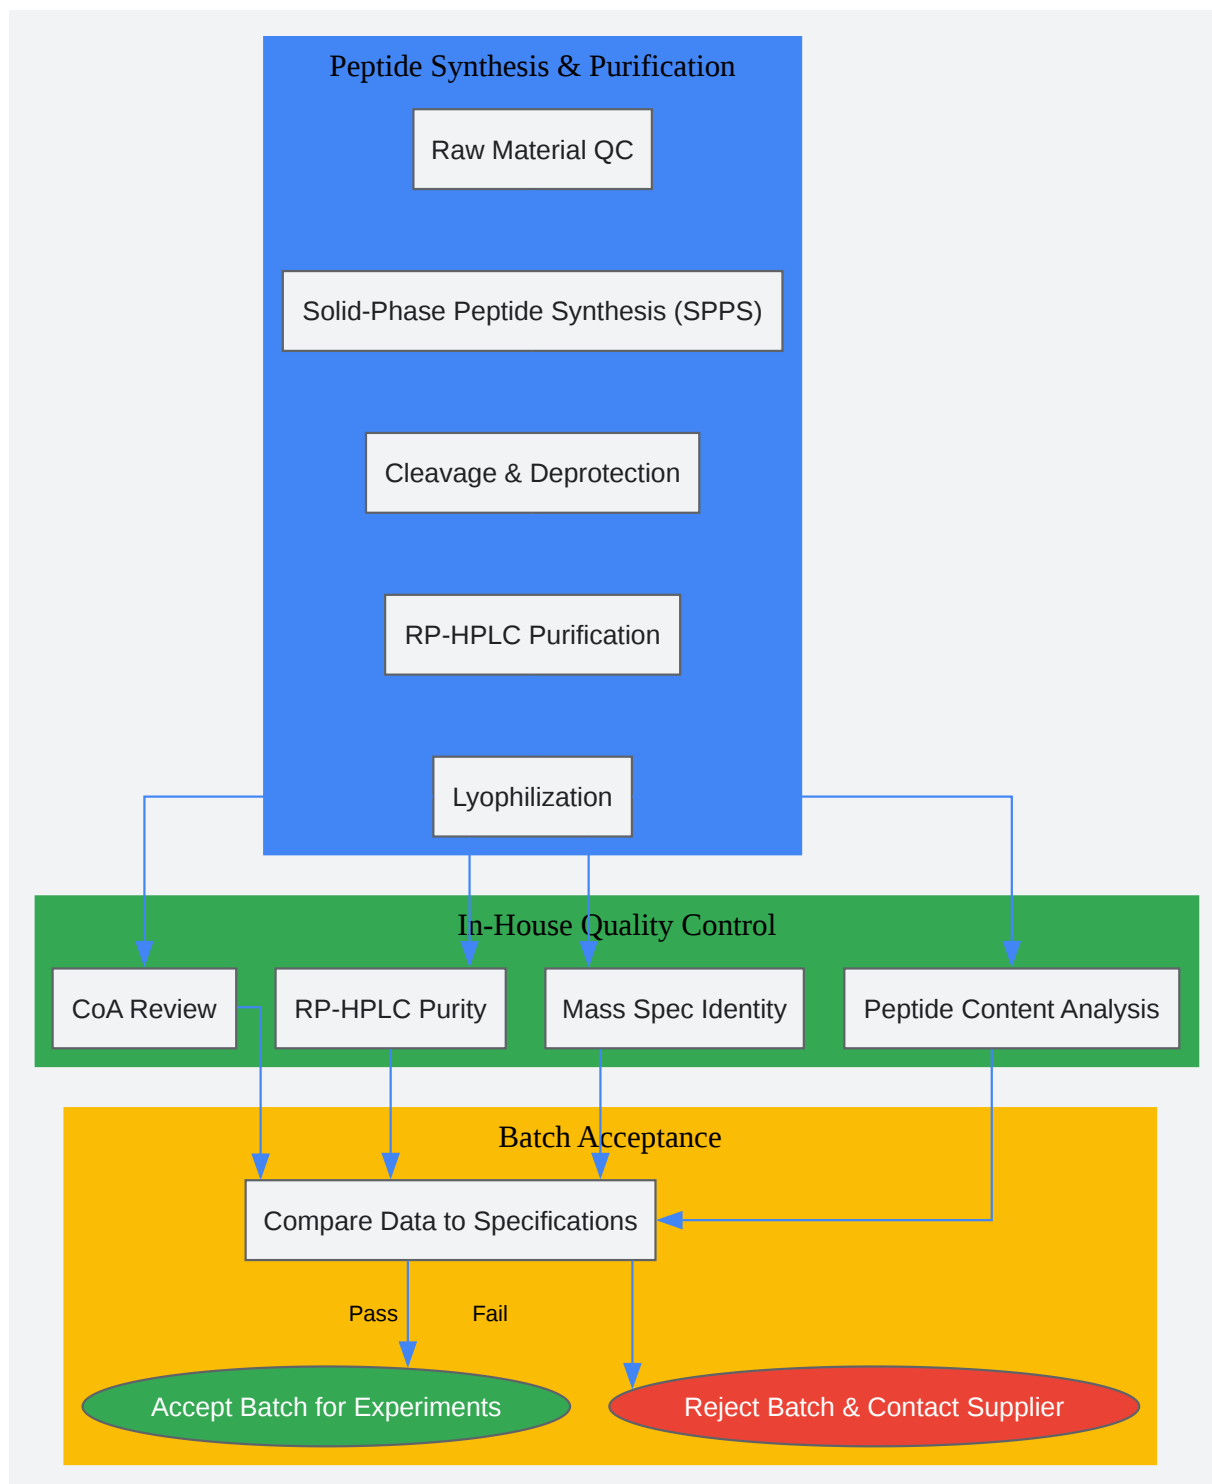 Peptide Synthesis & Purification
Raw Material QC
Solid-Phase Peptide Synthesis (SPPS)
Cleavage & Deprotection
RP-HPLC Purification
Lyophilization
In-House Quality Control
CoA Review
RP-HPLC Purity
Mass Spec Identity
Peptide Content Analysis
Batch Acceptance
Compare Data to Specifications
Pass
Fail
Accept Batch for Experiments
Reject Batch & Contact Supplier